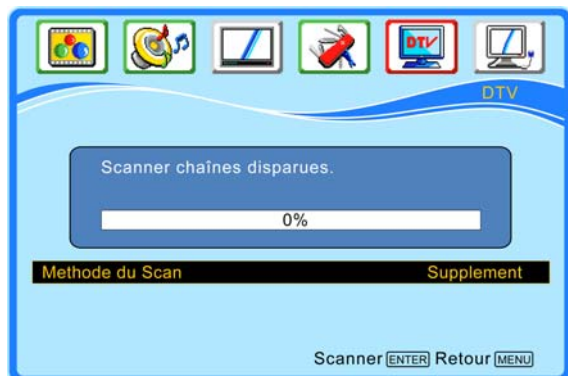 DTV
DTV
Scanner chaînes disparues.
0%
Methode du Scan Supplement
Scanner ENTER Retour MENU